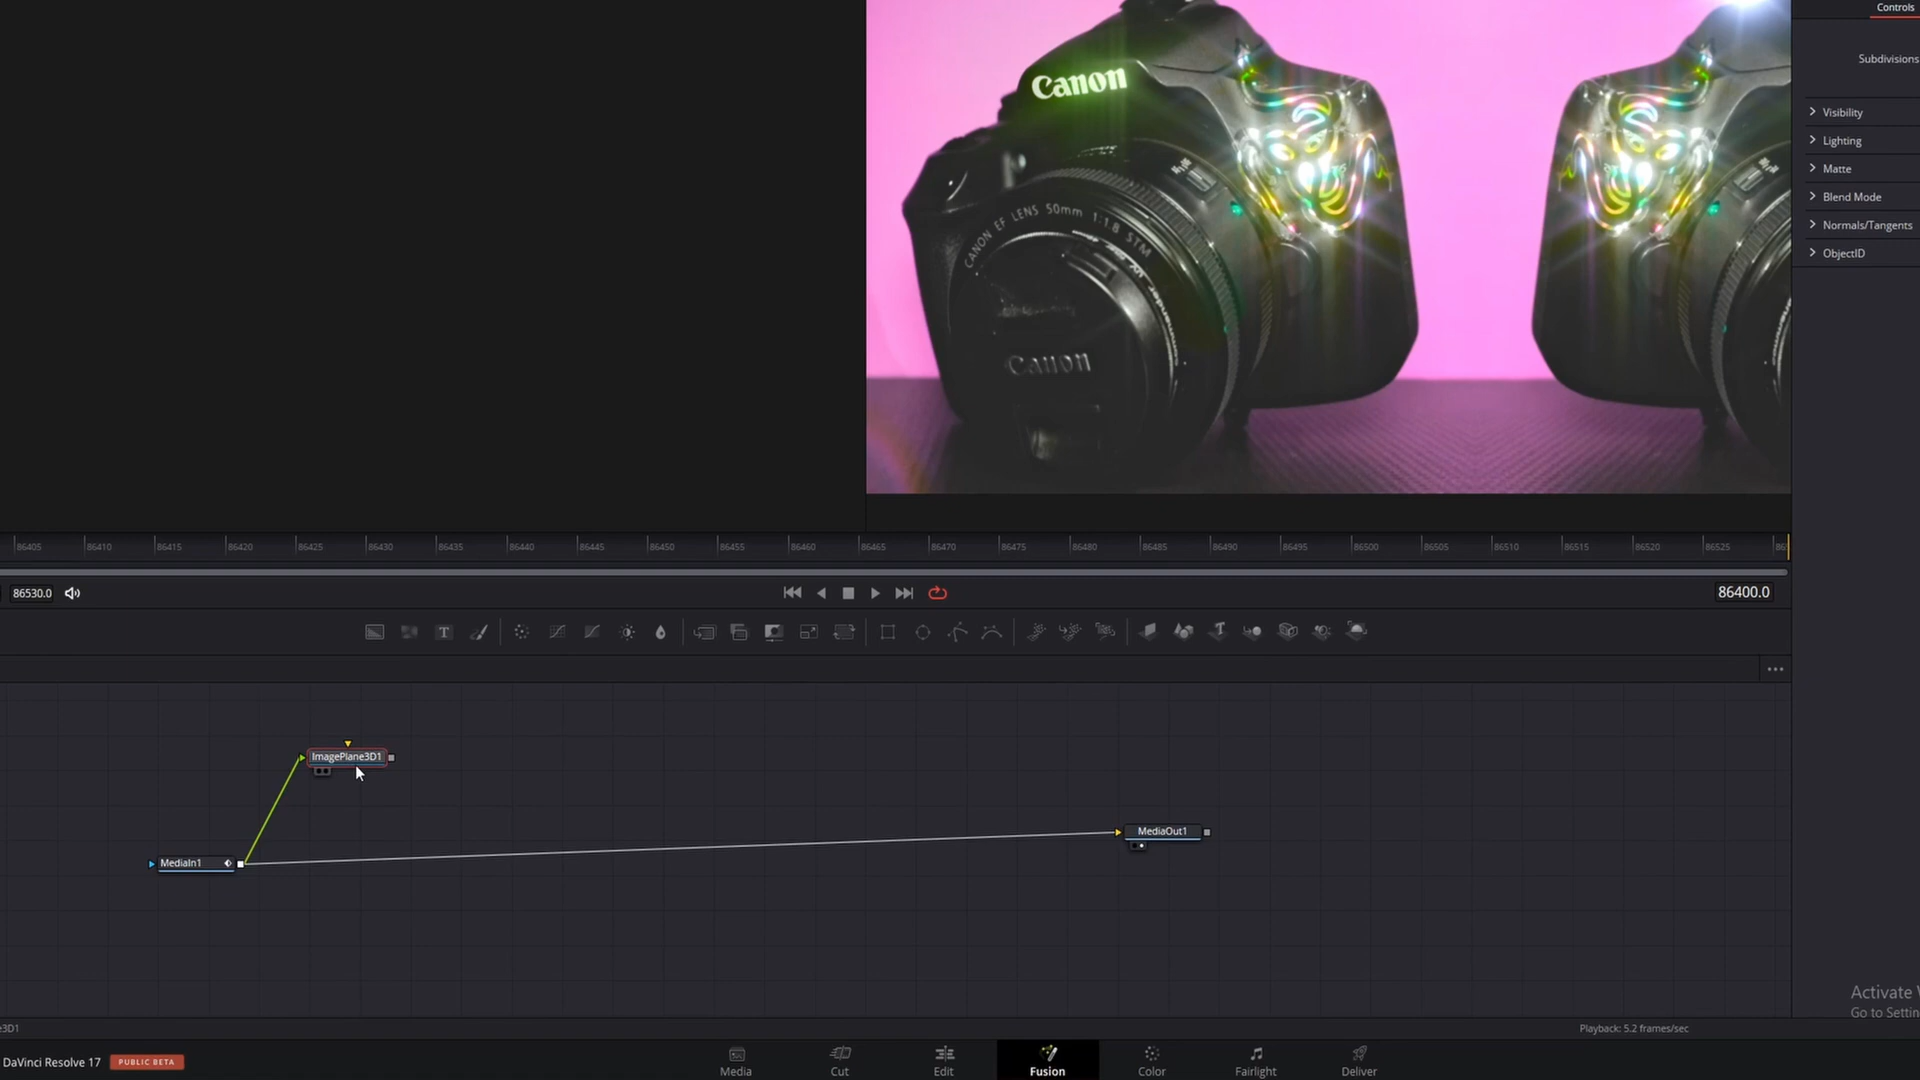 Controls
Subdivisions
Visibility
Lighting
Matte
Blend Mode
Normals/Tangents
ObjectID
Canon
CANON EF LENS 50mm 1:1.8 STM
Canon
86405 86410 86415 86420 86425 86430 86435 86440 86445 86450 86455 86460 86465 86470 86475 86480 86485 86490 86495 86500 86505 86510 86515 86520 86525
86530.0
86400.0
ImagePlane3D1
MediaIn1
MediaOut1
Activate
Go to Settin
e3D1
Playback: 5.2 frames/sec
DaVinci Resolve 17 PUBLIC BETA
Media Cut Edit Fusion Color Fairlight Deliver